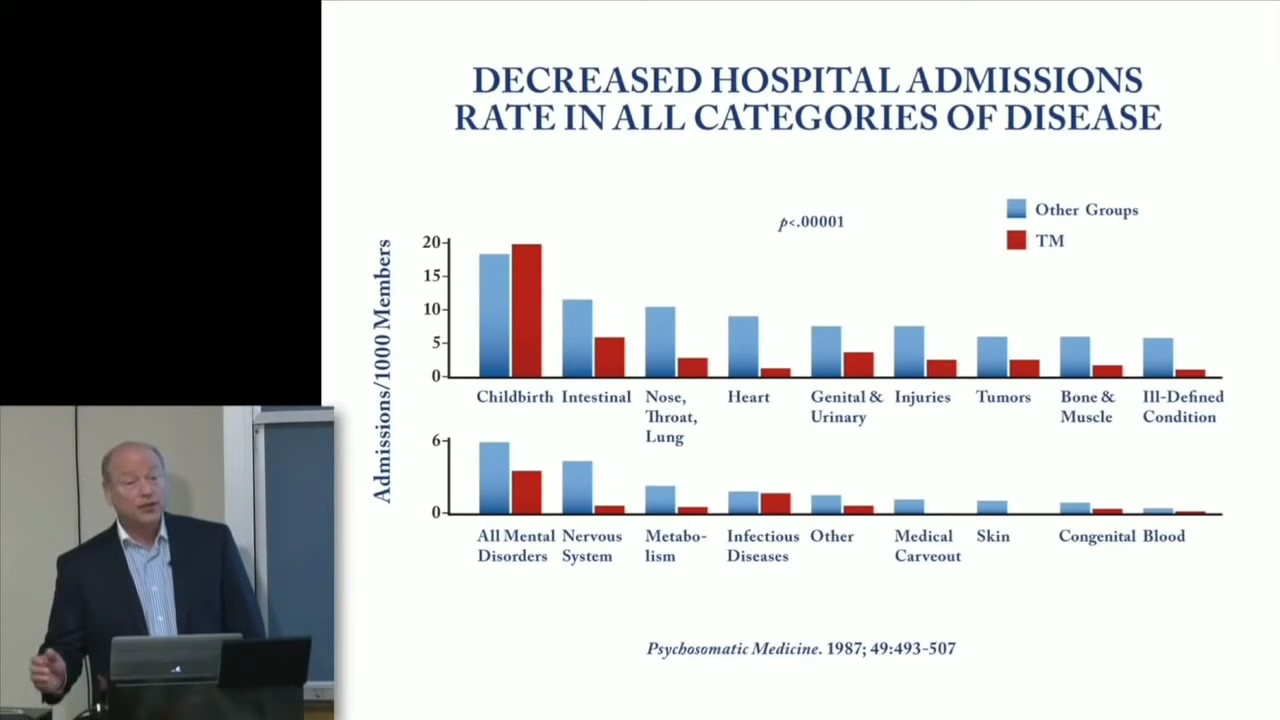 DECREASED HOSPITAL ADMISSIONS
RATE IN ALL CATEGORIES OF DISEASE
p<.00001
Other Groups
TM
Admissions/1000 Members
20
15
10
5
0
Childbirth
Intestinal
Nose,
Throat,
Lung
Heart
Genital &
Urinary
Injuries
Tumors
Bone &
Muscle
Ill-Defined
Condition
6
0
All Mental
Disorders
Nervous
System
Metabo-
lism
Infectious
Diseases
Other
Medical
Carveout
Skin
Congenital
Blood
Psychosomatic Medicine. 1987; 49:493-507